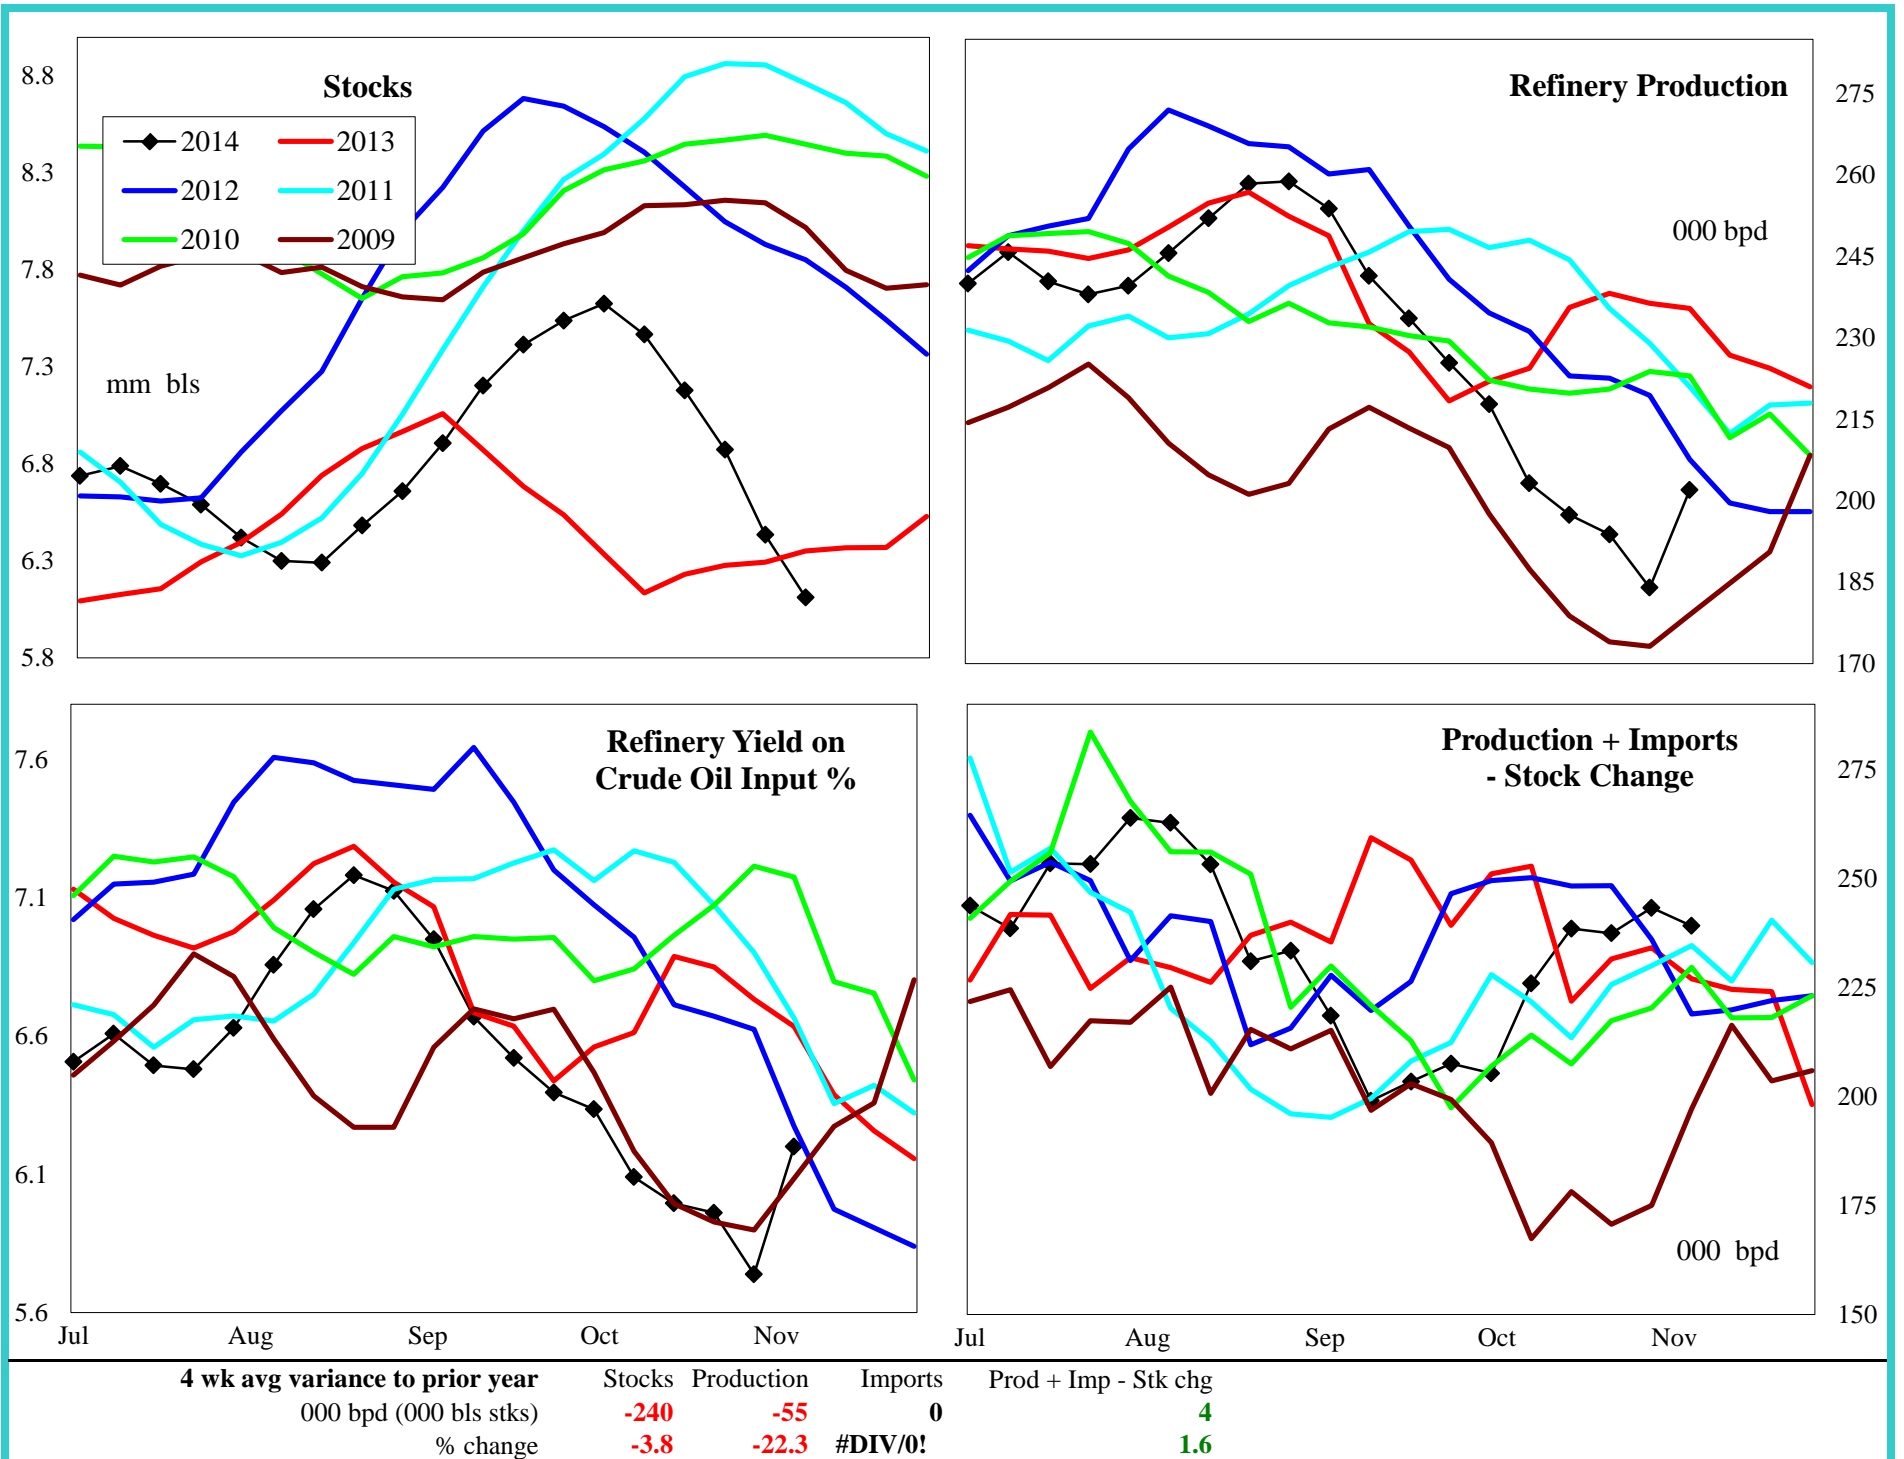 Stocks
8.8
8.3
7.8
7.3
6.8
6.3
5.8
2014 2013
2012 2011
2010 2009
mm bls
Refinery Production
000 bpd
275
260
245
230
215
200
185
170
Refinery Yield on
Crude Oil Input %
7.6
7.1
6.6
6.1
5.6
Jul Aug Sep Oct Nov
Production + Imports
- Stock Change
275
250
225
200
175
150
000 bpd
Jul Aug Sep Oct Nov
4 wk avg variance to prior year Stocks Production Imports Prod + Imp - Stk chg
000 bpd (000 bls stks) -240 -55 0 4
% change -3.8 -22.3 #DIV/0! 1.6